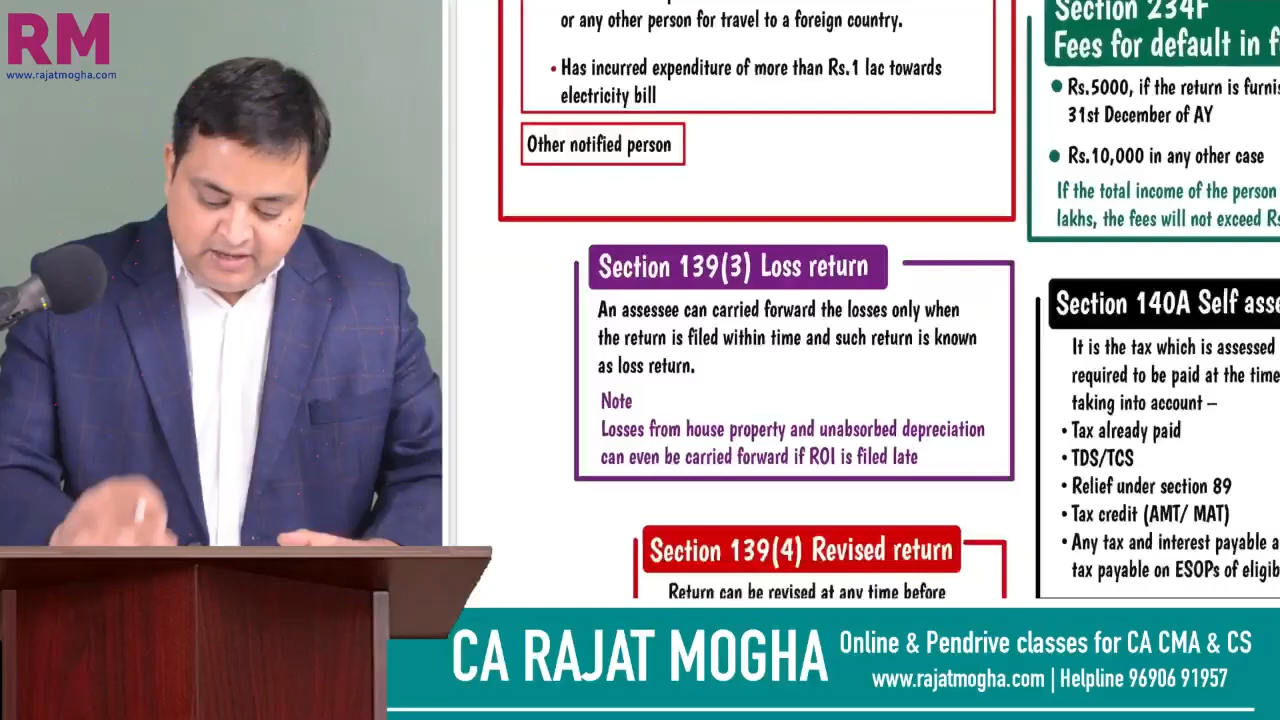 RM
www.rajatmogha.com
or any other person for travel to a foreign country.
• Has incurred expenditure of more than Rs.1 lac towards
electricity bill
Other notified person
Section 139(3) Loss return
An assessee can carried forward the losses only when
the return is filed within time and such return is known
as loss return.
Note
Losses from house property and unabsorbed depreciation
can even be carried forward if ROI is filed late
Section 139(4) Revised return
Return can be revised at any time before
Section 234F
Fees for default in f
• Rs.5000, if the return is furnis
31st December of AY
• Rs.10,000 in any other case
If the total income of the person
lakhs, the fees will not exceed Rs
Section 140A Self asse
It is the tax which is assessed
required to be paid at the time
taking into account –
• Tax already paid
• TDS/TCS
• Relief under section 89
• Tax credit (AMT/ MAT)
• Any tax and interest payable a
tax payable on ESOPs of eligib
CA RAJAT MOGHA
Online & Pendrive classes for CA CMA & CS
www.rajatmogha.com | Helpline 96906 91957